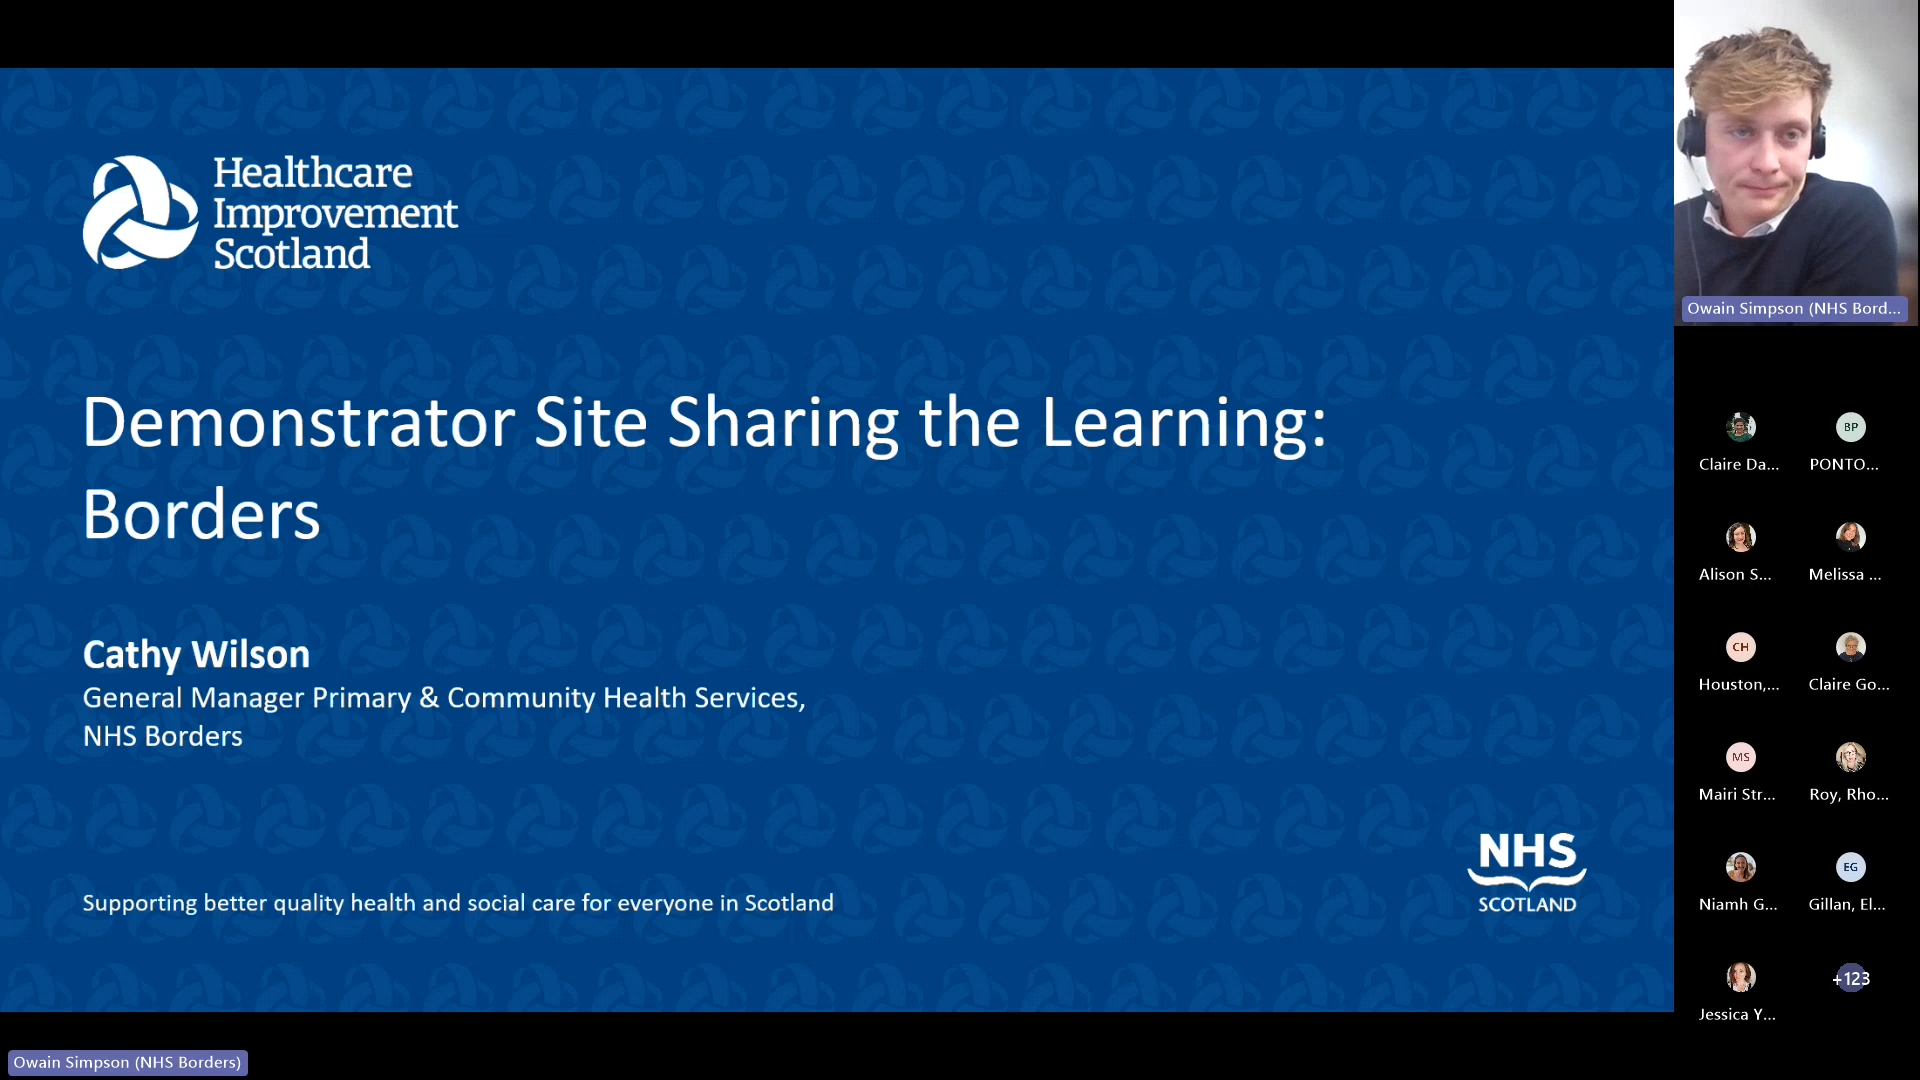 Healthcare
Improvement
Scotland
Demonstrator Site Sharing the Learning:
Borders
Cathy Wilson
General Manager Primary & Community Health Services,
NHS Borders
Supporting better quality health and social care for everyone in Scotland
NHS
SCOTLAND
Owain Simpson (NHS Bord...
Claire Da...
BP
PONTO...
Alison S...
Melissa ...
CH
Houston,...
Claire Go...
MS
Mairi Str...
Roy, Rho...
Niamh G...
EG
Gillan, El...
Jessica Y...
+123
Owain Simpson (NHS Borders)